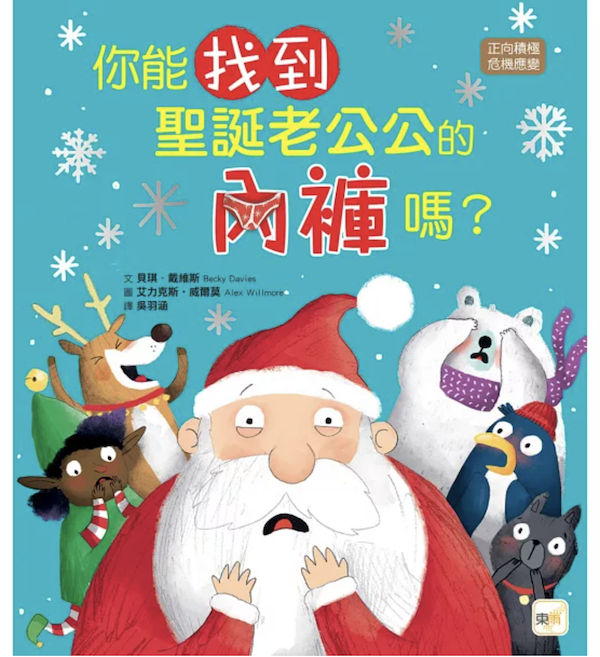 正向積極
危機應變
你能找到
聖誕老公公的
內褲嗎？
文 貝琪・戴維斯 Becky Davies
圖 艾力克斯・威爾莫 Alex Willmore
譯 吳羽涵
東雨